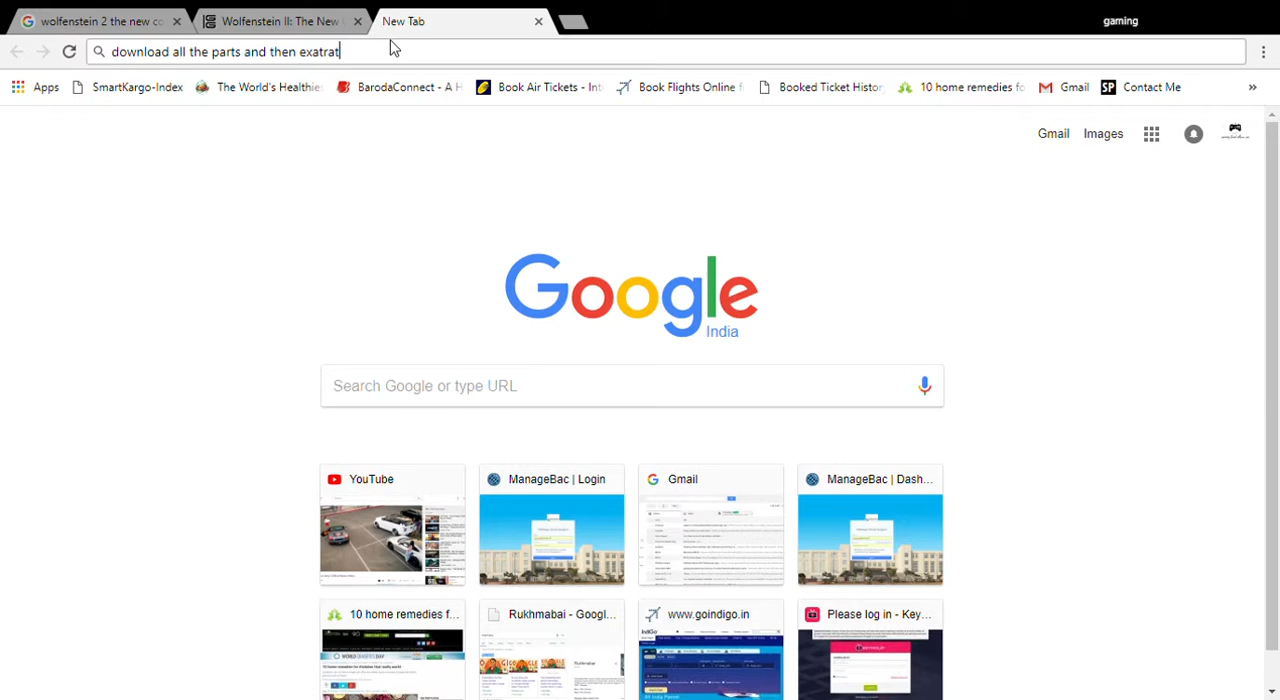 wolfenstein 2 the new co
Wolfenstein II: The New
New Tab
gaming
download all the parts and then exatrat
Apps
SmartKargo-Index
The World's Healthie
BarodaConnect - A H
Book Air Tickets - Int
Book Flights Online f
Booked Ticket Histor
10 home remedies fo
Gmail
SP
Contact Me
»
Gmail
Images
Google
India
Search Google or type URL
YouTube
ManageBac | Login
Gmail
ManageBac | Dash...
10 home remedies f...
Rukhmabai - Googl...
www.goindigo.in
Please log in - Key...